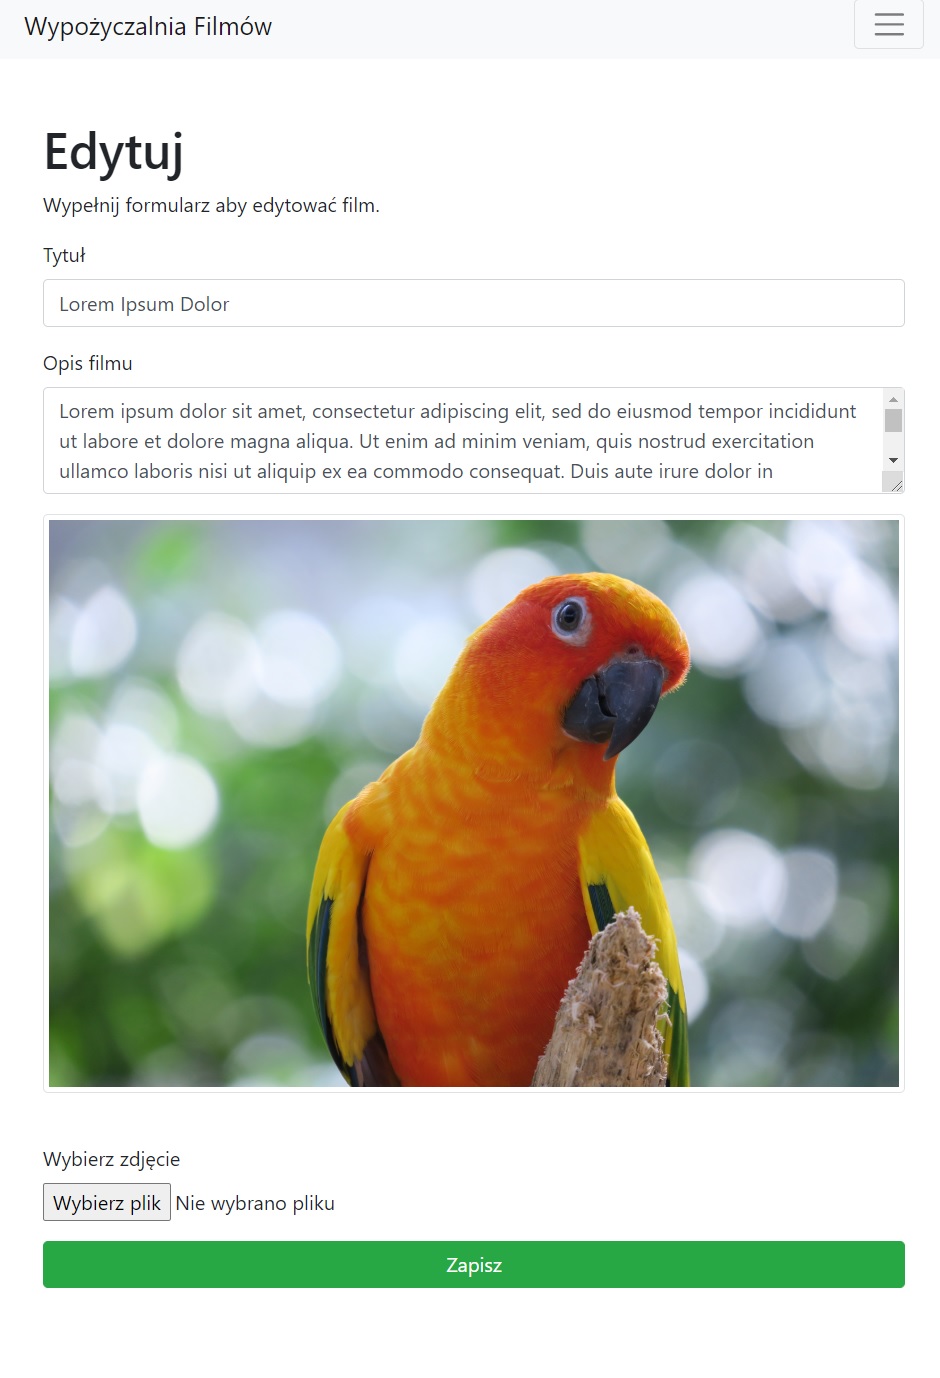 Wypożyczalnia Filmów
Edytuj
Wypełnij formularz aby edytować film.
Tytuł
Lorem Ipsum Dolor
Opis filmu
Lorem ipsum dolor sit amet, consectetur adipiscing elit, sed do eiusmod tempor incididunt
ut labore et dolore magna aliqua. Ut enim ad minim veniam, quis nostrud exercitation
ullamco laboris nisi ut aliquip ex ea commodo consequat. Duis aute irure dolor in
Wybierz zdjęcie
Wybierz plik Nie wybrano pliku
Zapisz